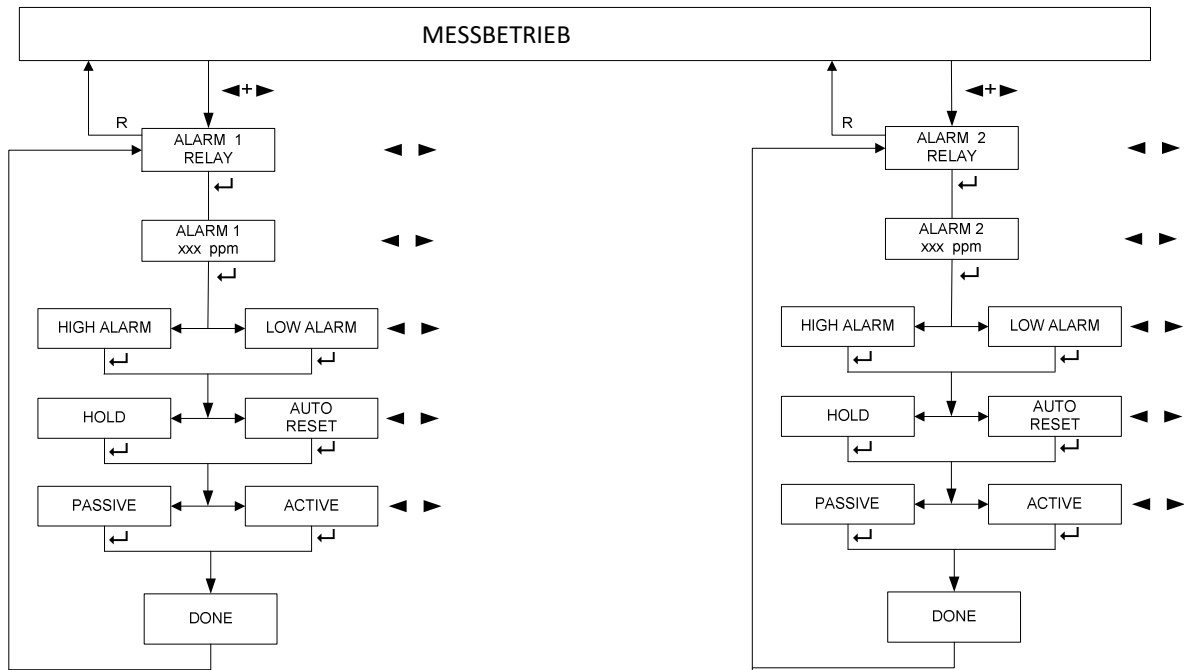 MESSBETRIEB
+
R
ALARM 1
RELAY
ALARM 1
xxx ppm
HIGH ALARM
LOW ALARM
HOLD
AUTO
RESET
PASSIVE
ACTIVE
DONE
+
R
ALARM 2
RELAY
ALARM 2
xxx ppm
HIGH ALARM
LOW ALARM
HOLD
AUTO
RESET
PASSIVE
ACTIVE
DONE